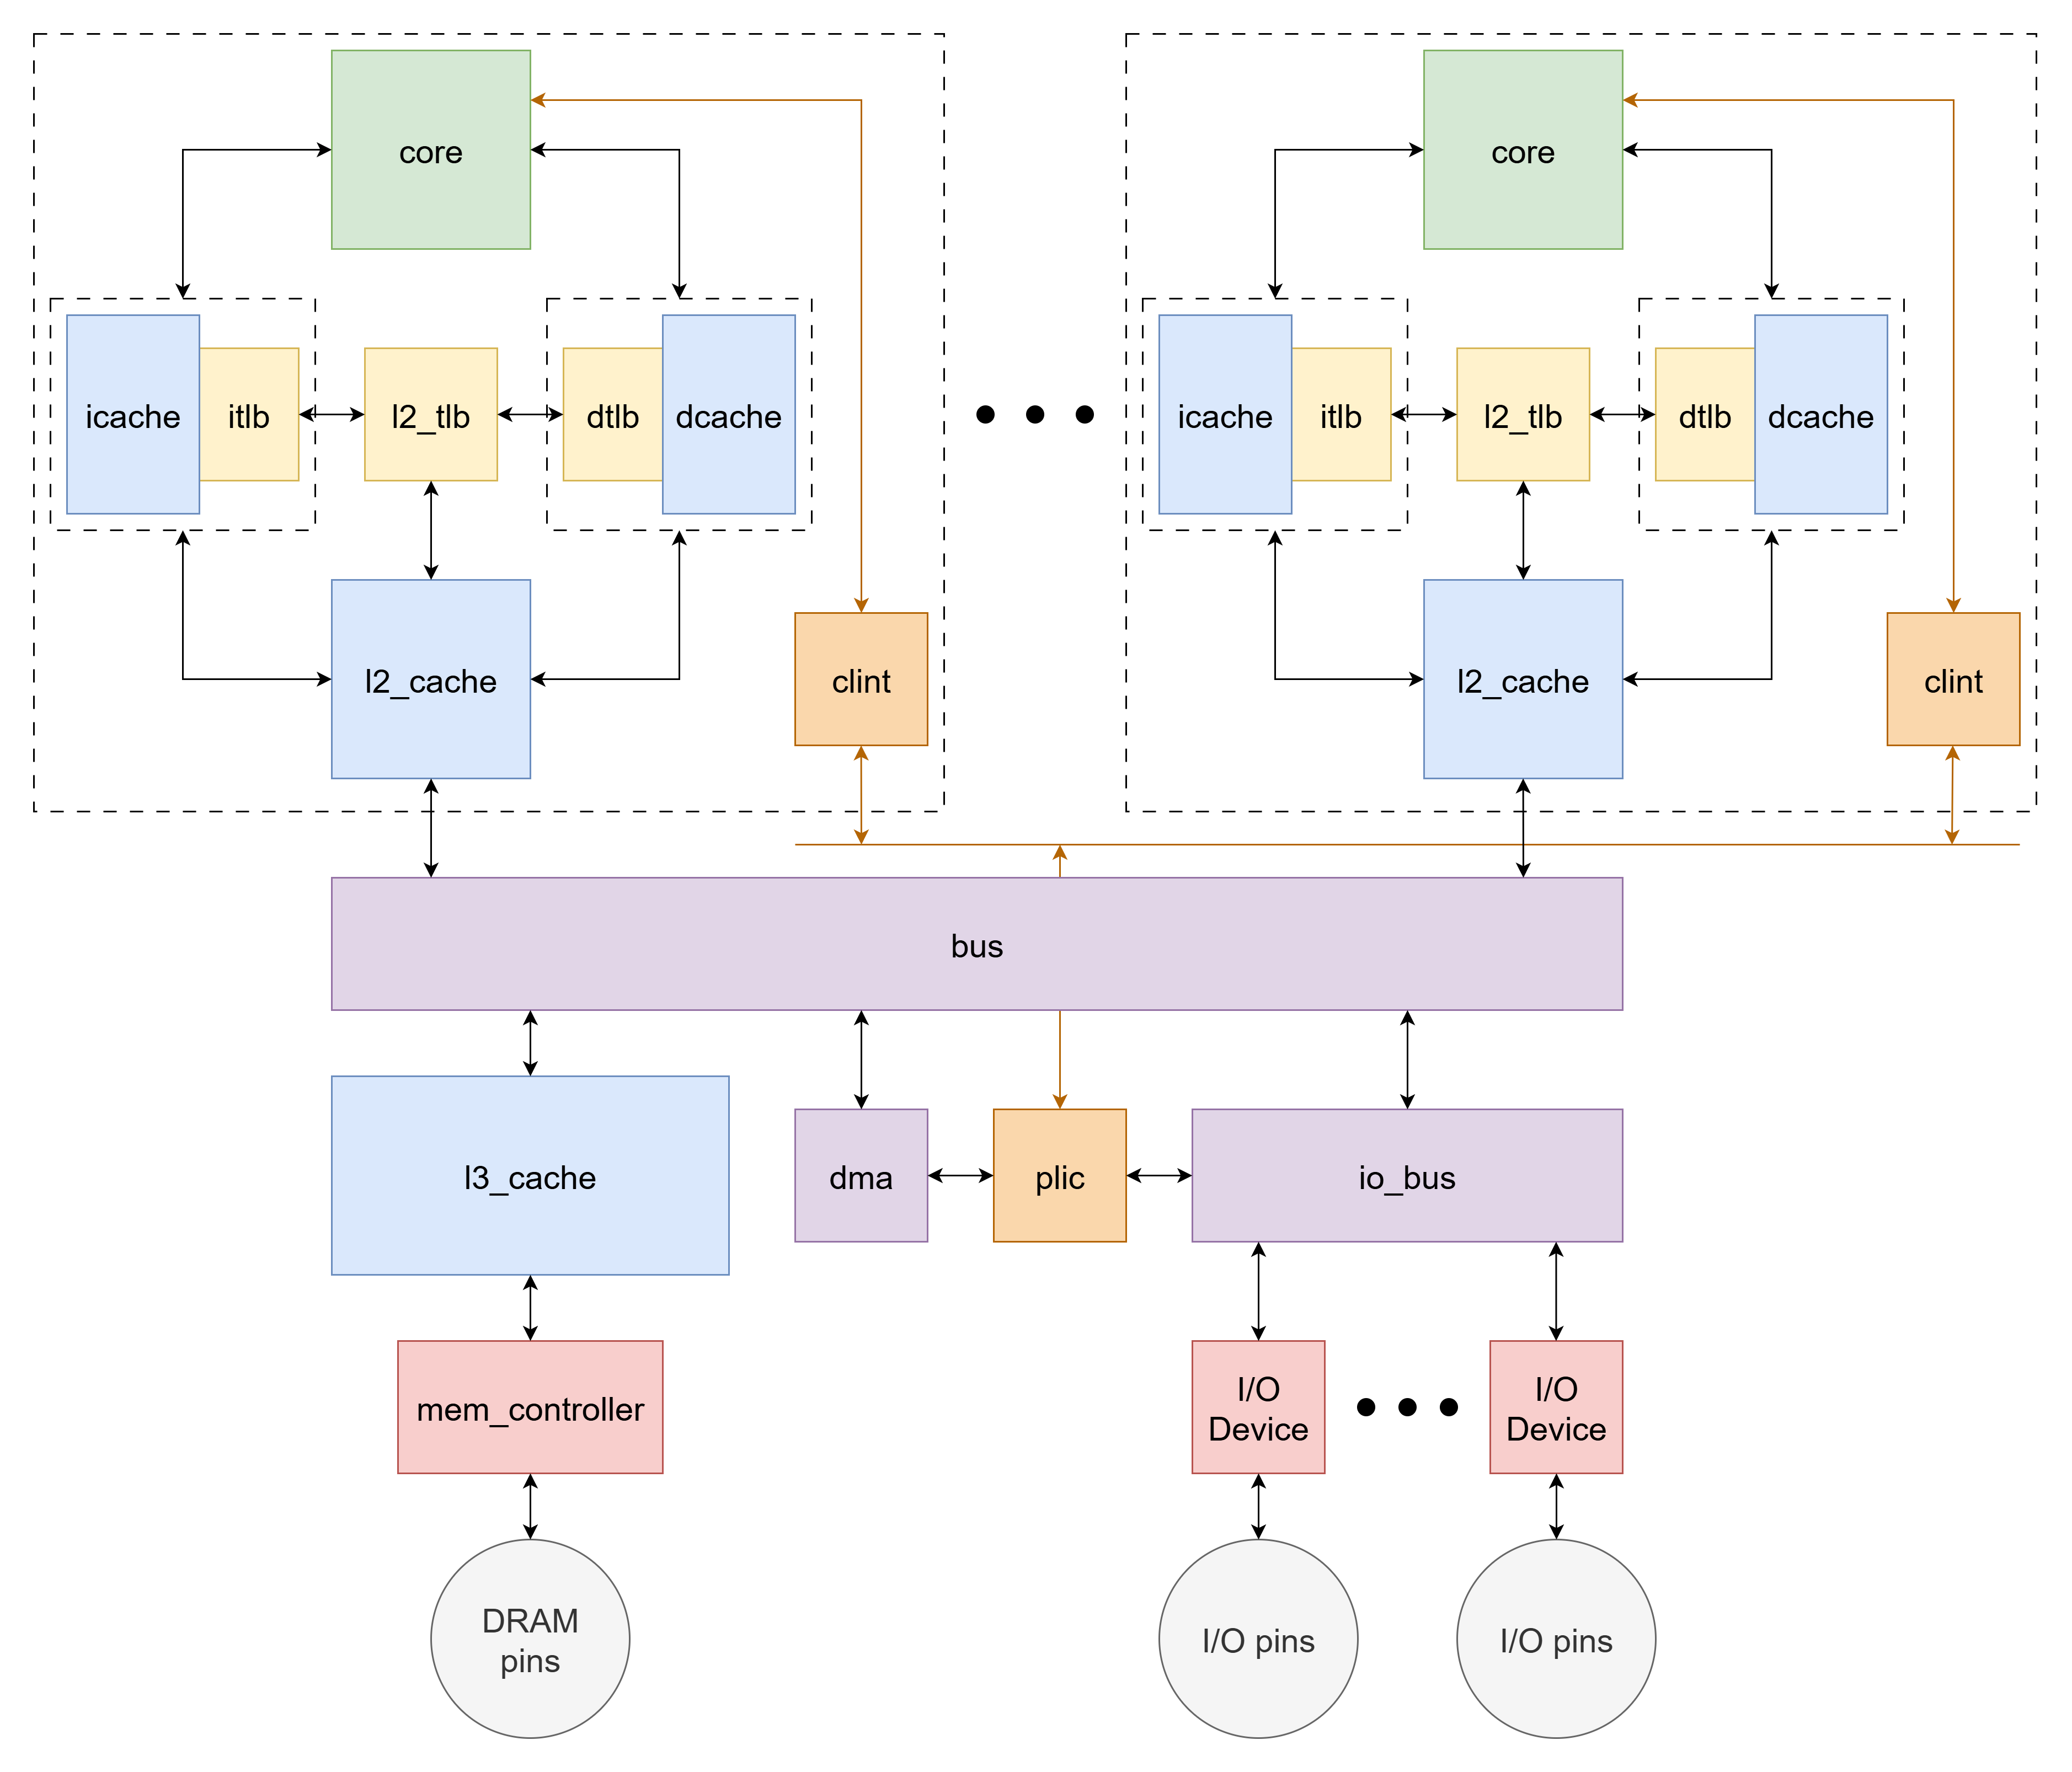 core
core
icache
itlb
l2_tlb
dtlb
dcache
icache
itlb
l2_tlb
dtlb
dcache
l2_cache
clint
l2_cache
clint
bus
l3_cache
dma
plic
io_bus
mem_controller
I/O
Device
I/O
Device
DRAM
pins
I/O pins
I/O pins